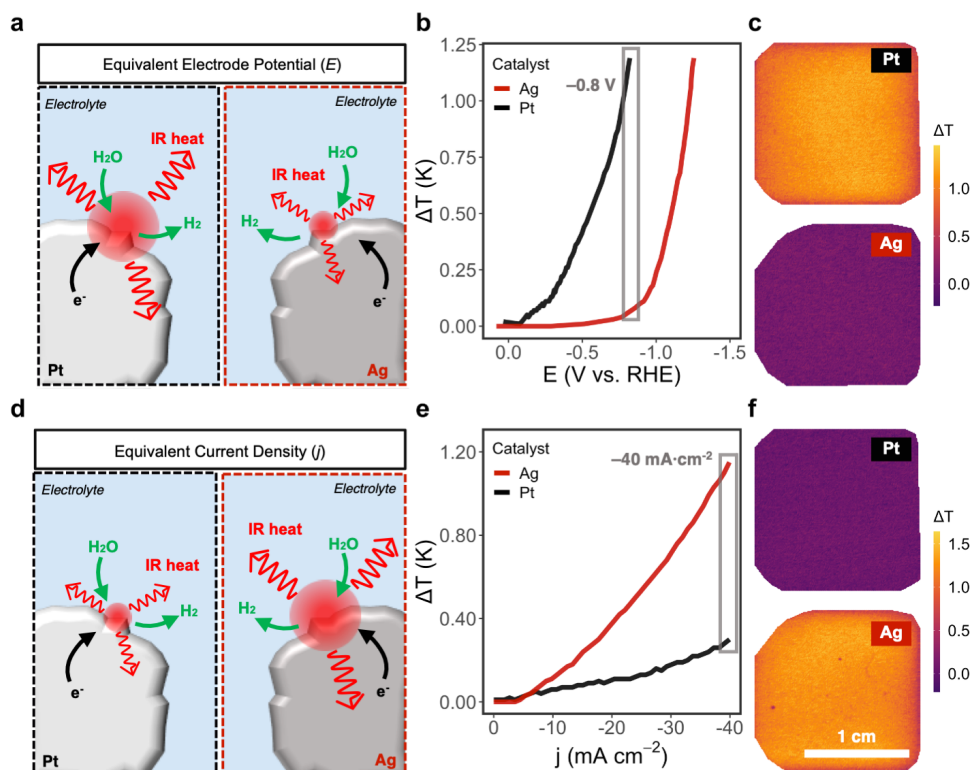 a
Equivalent Electrode Potential (E)
Electrolyte
Electrolyte
IR heat
H₂O
H₂
e⁻
Pt
H₂O
IR heat
H₂
e⁻
Ag
b
1.25
1.00
0.75
0.50
0.25
0.00
ΔT (K)
Catalyst
Ag
Pt
−0.8 V
0.0
-0.5
-1.0
-1.5
E (V vs. RHE)
c
Pt
Ag
ΔT
1.0
0.5
0.0
d
Equivalent Current Density (j)
Electrolyte
Electrolyte
H₂O
IR heat
H₂
e⁻
Pt
IR heat
H₂O
H₂
e⁻
Ag
e
1.20
0.80
0.40
0.00
ΔT (K)
Catalyst
Ag
Pt
−40 mA·cm⁻²
0
-10
-20
-30
-40
j (mA cm⁻²)
f
Pt
Ag
1 cm
ΔT
1.5
1.0
0.5
0.0